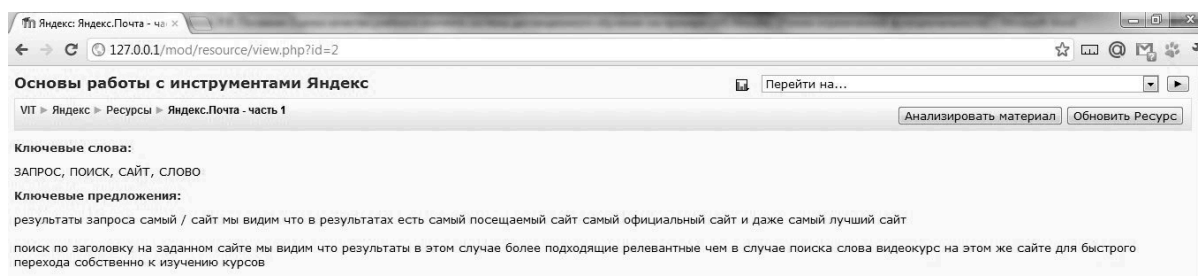 Яндекс: Яндекс.Почта - ча
127.0.0.1/mod/resource/view.php?id=2
Основы работы с инструментами Яндекс
Перейти на...
VIT ► Яндекс ► Ресурсы ► Яндекс.Почта - часть 1
Анализировать материал Обновить Ресурс
Ключевые слова:
ЗАПРОС, ПОИСК, САЙТ, СЛОВО
Ключевые предложения:
результаты запроса самый / сайт мы видим что в результатах есть самый посещаемый сайт самый официальный сайт и даже самый лучший сайт
поиск по заголовку на заданном сайте мы видим что результаты в этом случае более подходящие релевантные чем в случае поиска слова видеокурс на этом же сайте для быстрого
перехода собственно к изучению курсов